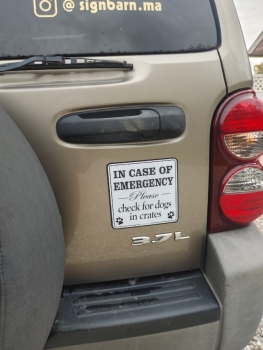 @ signbarn.ma
IN CASE OF
EMERGENCY
Please
check for dogs
in crates
3.7L